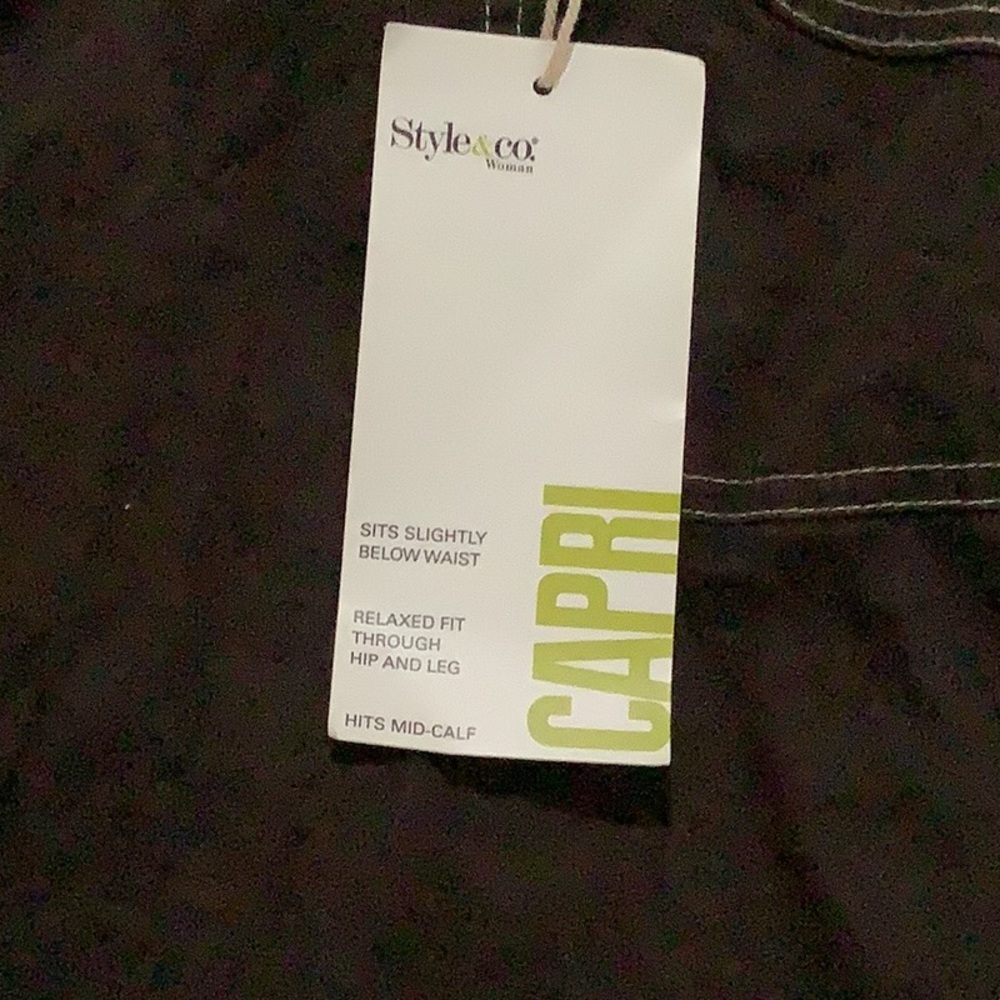 Style&co.®
Woman
SITS SLIGHTLY
BELOW WAIST
RELAXED FIT
THROUGH
HIP AND LEG
HITS MID-CALF
CAPRI